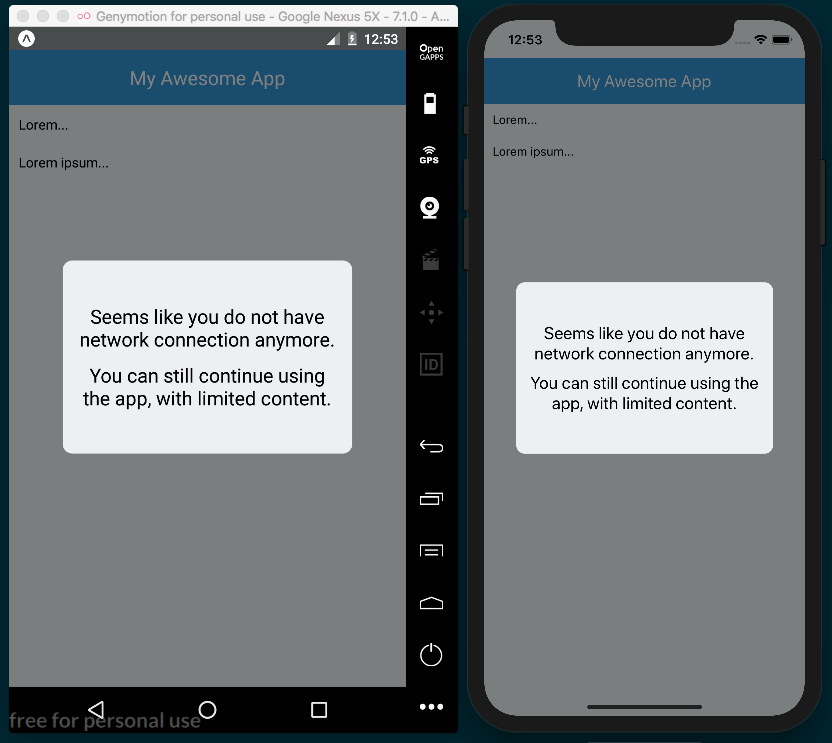 Genymotion for personal use - Google Nexus 5X - 7.1.0 - A...
12:53
My Awesome App
Lorem...
Lorem ipsum...
Seems like you do not have
network connection anymore.
You can still continue using
the app, with limited content.
free for personal use
Open
GAPPS
GPS
ID
12:53
My Awesome App
Lorem...
Lorem ipsum...
Seems like you do not have
network connection anymore.
You can still continue using the
app, with limited content.